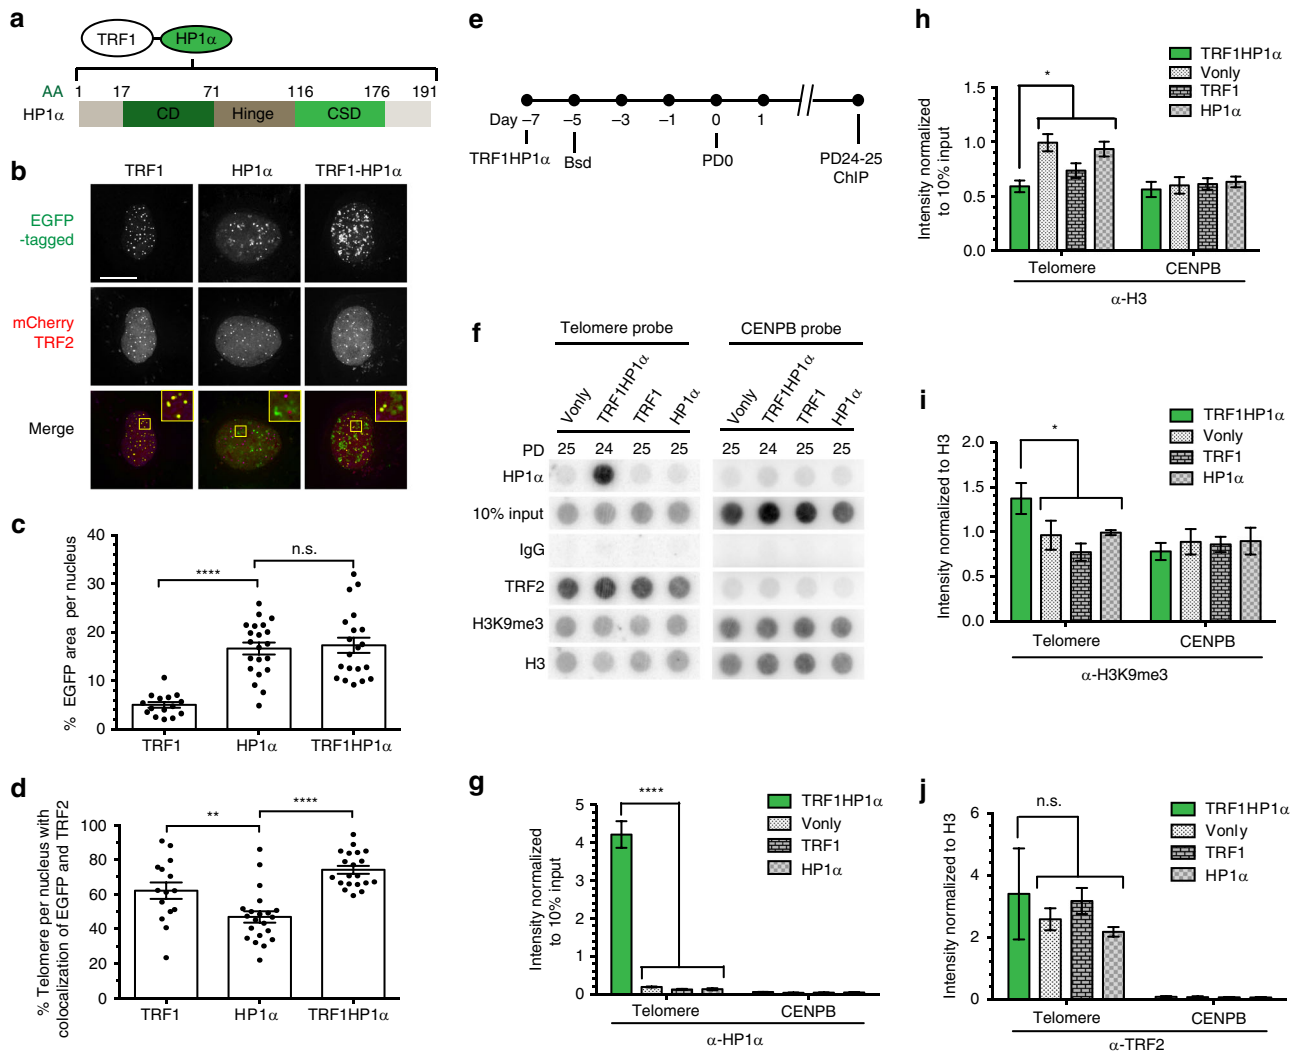 a
TRF1
HP1α
AA 1 17 71 116 176 191
HP1α CD Hinge CSD
b
TRF1 HP1α TRF1-HP1α
EGFP
-tagged
mCherry
TRF2
Merge
c
% EGFP area per nucleus
40
30
20
10
0
****
n.s.
TRF1 HP1α TRF1HP1α
d
% Telomere per nucleus with
colocalization of EGFP and TRF2
100
80
60
40
20
0
**
****
TRF1 HP1α TRF1HP1α
e
Day –7 –5 –3 –1 0 1
TRF1HP1α
Bsd
PD0
PD24-25
ChIP
f
Telomere probe CENPB probe
Vonly TRF1HP1α TRF1 HP1α Vonly TRF1HP1α TRF1 HP1α
PD 25 24 25 25 25 24 25 25
HP1α
10% input
IgG
TRF2
H3K9me3
H3
g
Intensity normalized
to 10% input
5
4
3
2
1
0
****
TRF1HP1α
Vonly
TRF1
HP1α
Telomere CENPB
α-HP1α
h
Intensity normalized
to 10% input
1.5
1.0
0.5
0.0
*
TRF1HP1α
Vonly
TRF1
HP1α
Telomere CENPB
α-H3
i
Intensity normalized to H3
2.0
1.5
1.0
0.5
0.0
*
TRF1HP1α
Vonly
TRF1
HP1α
Telomere CENPB
α-H3K9me3
j
Intensity normalized to H3
6
4
2
0
n.s.
TRF1HP1α
Vonly
TRF1
HP1α
Telomere CENPB
α-TRF2